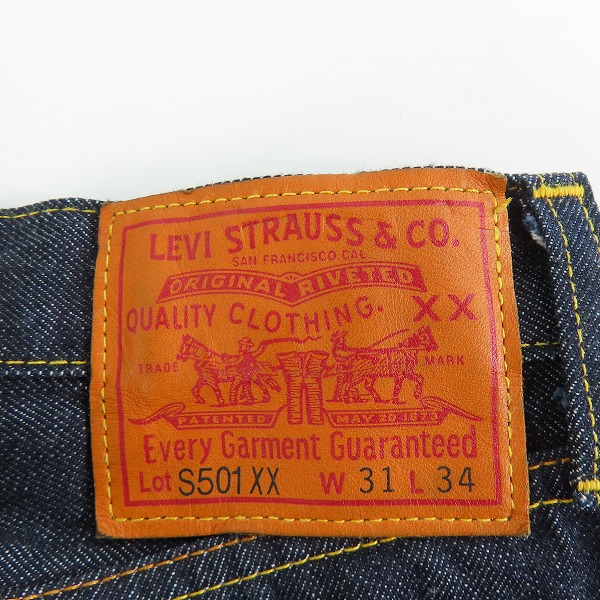 LEVI STRAUSS & CO.
SAN FRANCISCO CAL.
ORIGINAL RIVETED
QUALITY CLOTHING. XX
TRADE MARK
PATENTED MAY 20, 1873
Every Garment Guaranteed
Lot S501XX W 31 L 34